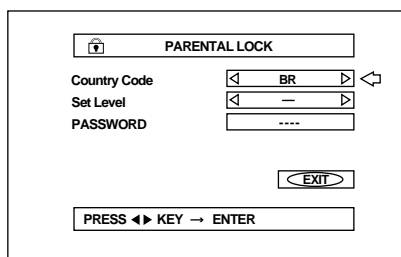 PARENTAL LOCK
Country Code ◁ BR ▷
Set Level ◁ — ▷
PASSWORD ----
EXIT
PRESS ◀▶ KEY → ENTER